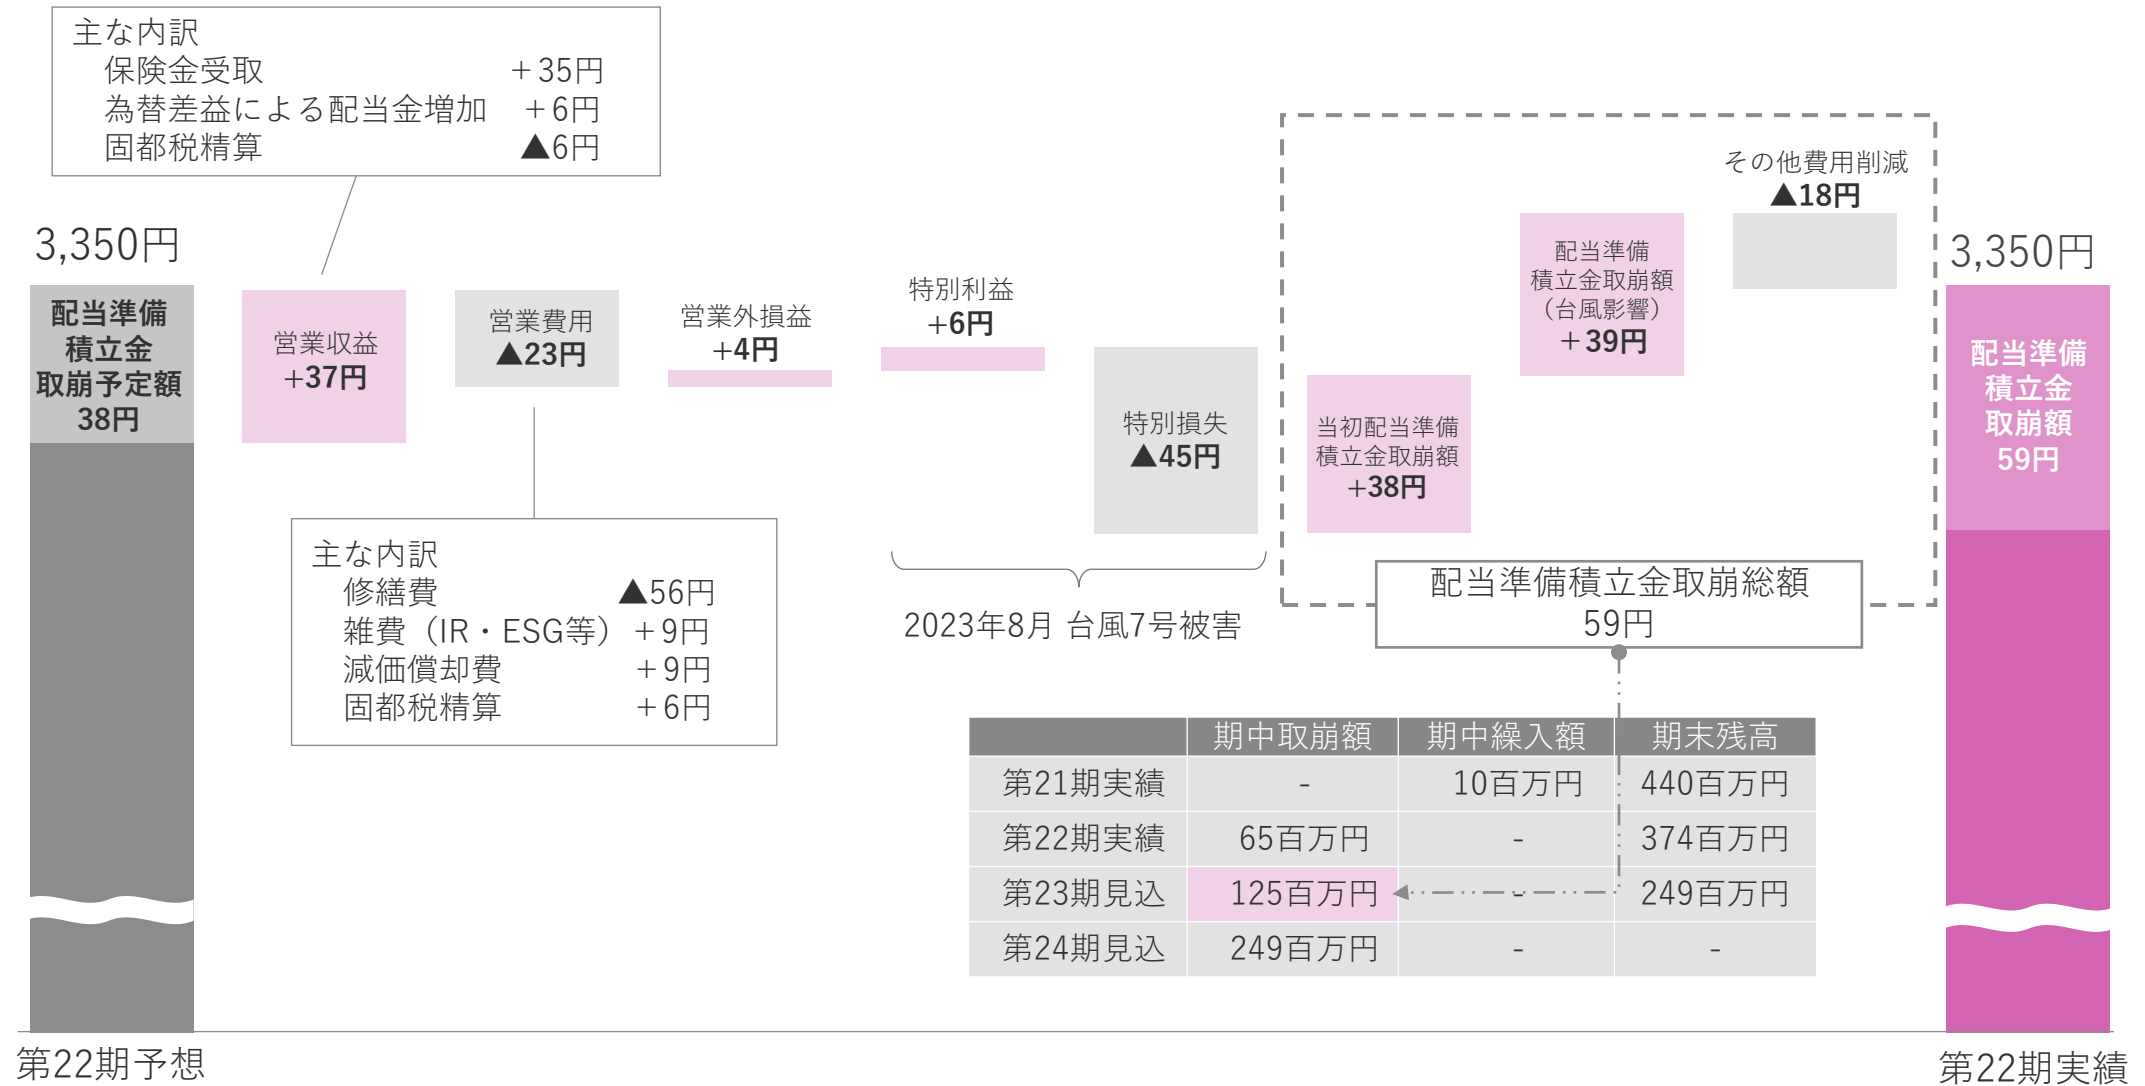 主な内訳
保険金受取 ＋35円
為替差益による配当金増加 ＋6円
固都税精算 ▲6円
3,350円
配当準備
積立金
取崩予定額
38円
営業収益
+37円
営業費用
▲23円
主な内訳
修繕費 ▲56円
雑費（IR・ESG等）＋9円
減価償却費 ＋9円
固都税精算 ＋6円
営業外損益
+4円
特別利益
+6円
特別損失
▲45円
2023年8月 台風7号被害
当初配当準備
積立金取崩額
+38円
配当準備
積立金取崩額
（台風影響）
＋39円
その他費用削減
▲18円
配当準備積立金取崩総額
59円
3,350円
配当準備
積立金
取崩額
59円
期中取崩額 期中繰入額 期末残高
第21期実績 - 10百万円 440百万円
第22期実績 65百万円 - 374百万円
第23期見込 125百万円 - 249百万円
第24期見込 249百万円 - -
第22期予想
第22期実績